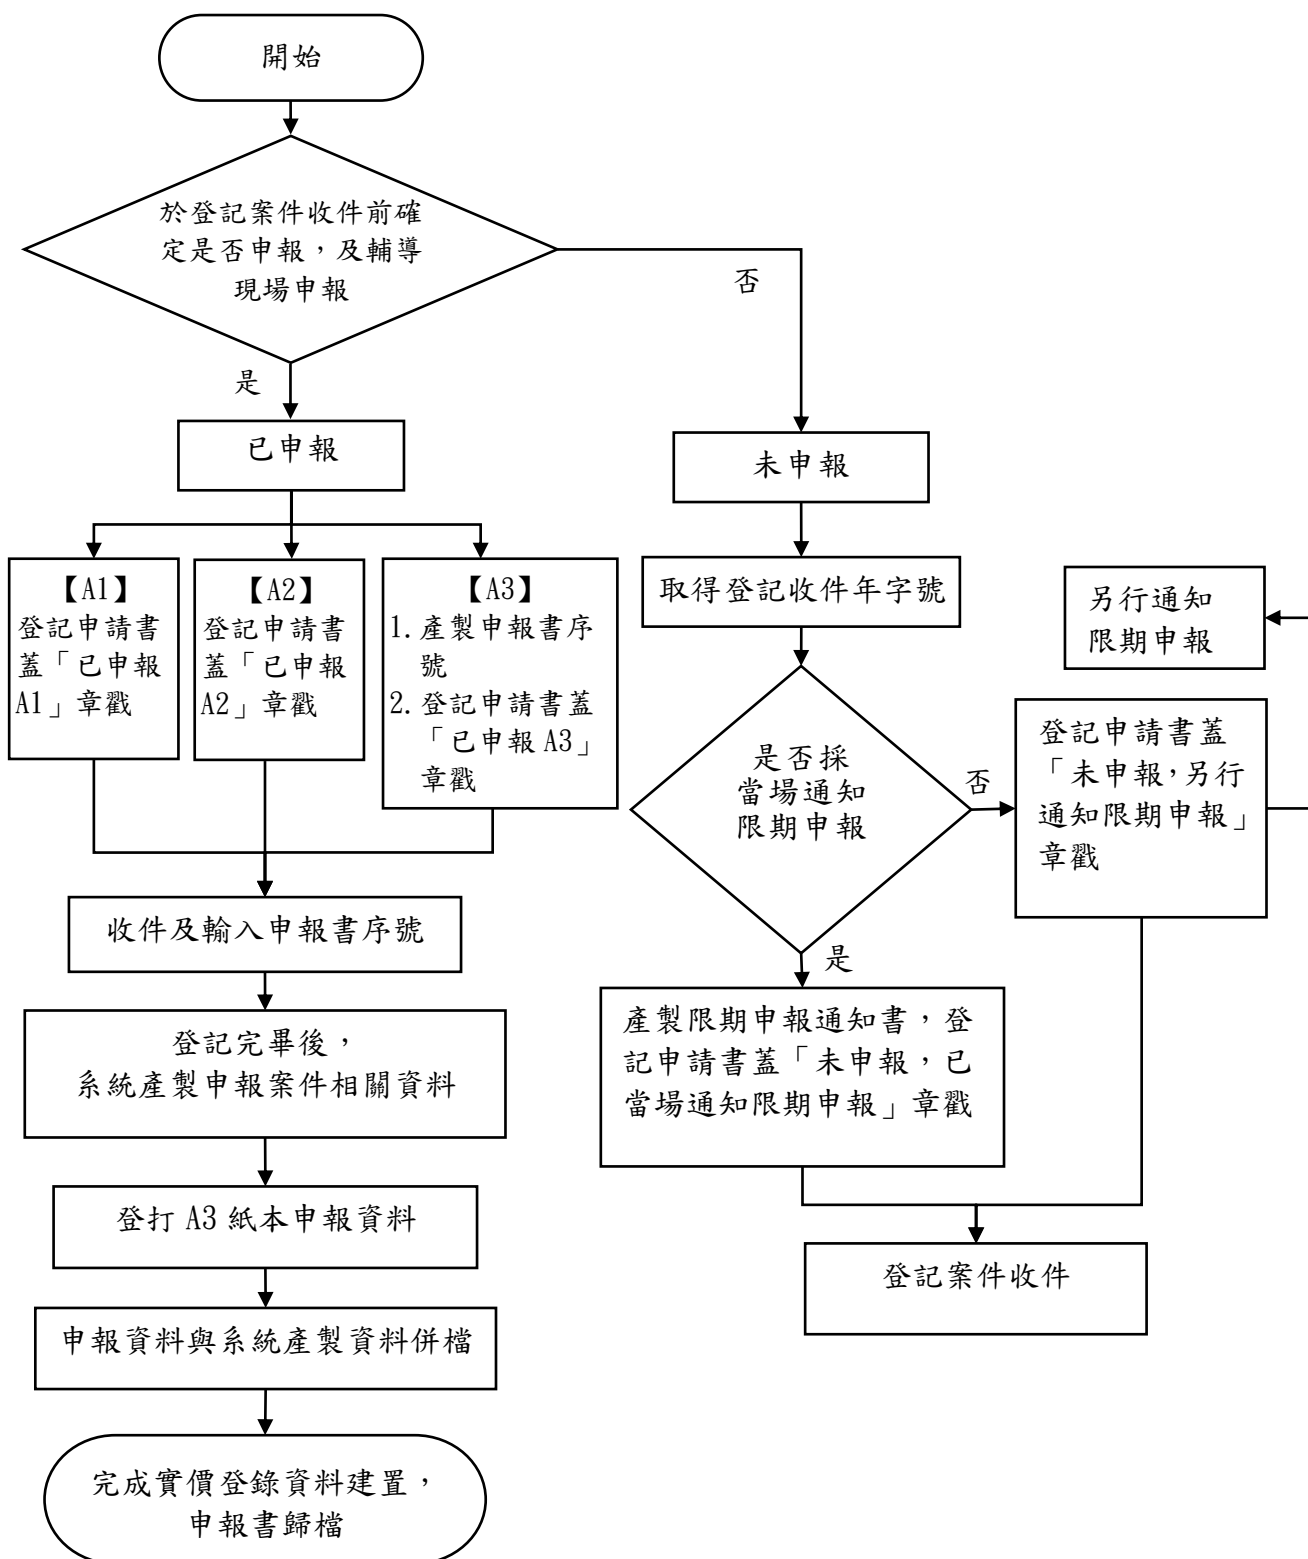 開始
於登記案件收件前確
定是否申報，及輔導
現場申報
否
是
已申報
未申報
【A1】
登記申請書
蓋「已申報
A1」章戳
【A2】
登記申請書
蓋「已申報
A2」章戳
【A3】
1. 產製申報書序
號
2. 登記申請書蓋
「已申報 A3」
章戳
取得登記收件年字號
另行通知
限期申報
是否採
當場通知
限期申報
否
登記申請書蓋
「未申報，另行
通知限期申報」
章戳
收件及輸入申報書序號
是
登記完畢後，
系統產製申報案件相關資料
產製限期申報通知書，登
記申請書蓋「未申報，已
當場通知限期申報」章戳
登打 A3 紙本申報資料
登記案件收件
申報資料與系統產製資料併檔
完成實價登錄資料建置，
申報書歸檔